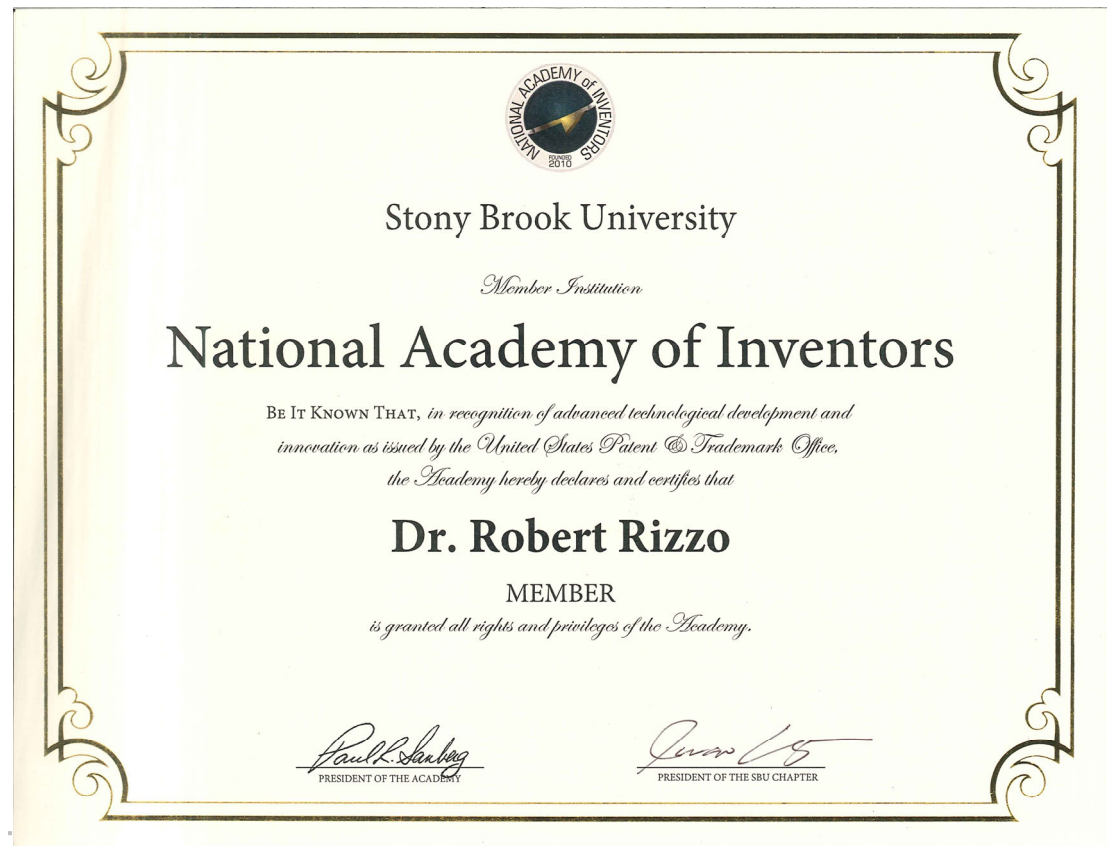 NATIONAL ACADEMY of INVENTORS
FOUNDED
2010
Stony Brook University
Member Institution
National Academy of Inventors
BE IT KNOWN THAT, in recognition of advanced technological development and
innovation as issued by the United States Patent & Trademark Office,
the Academy hereby declares and certifies that
Dr. Robert Rizzo
MEMBER
is granted all rights and privileges of the Academy.
Paul R. Sanberg
PRESIDENT OF THE ACADEMY
PRESIDENT OF THE SBU CHAPTER